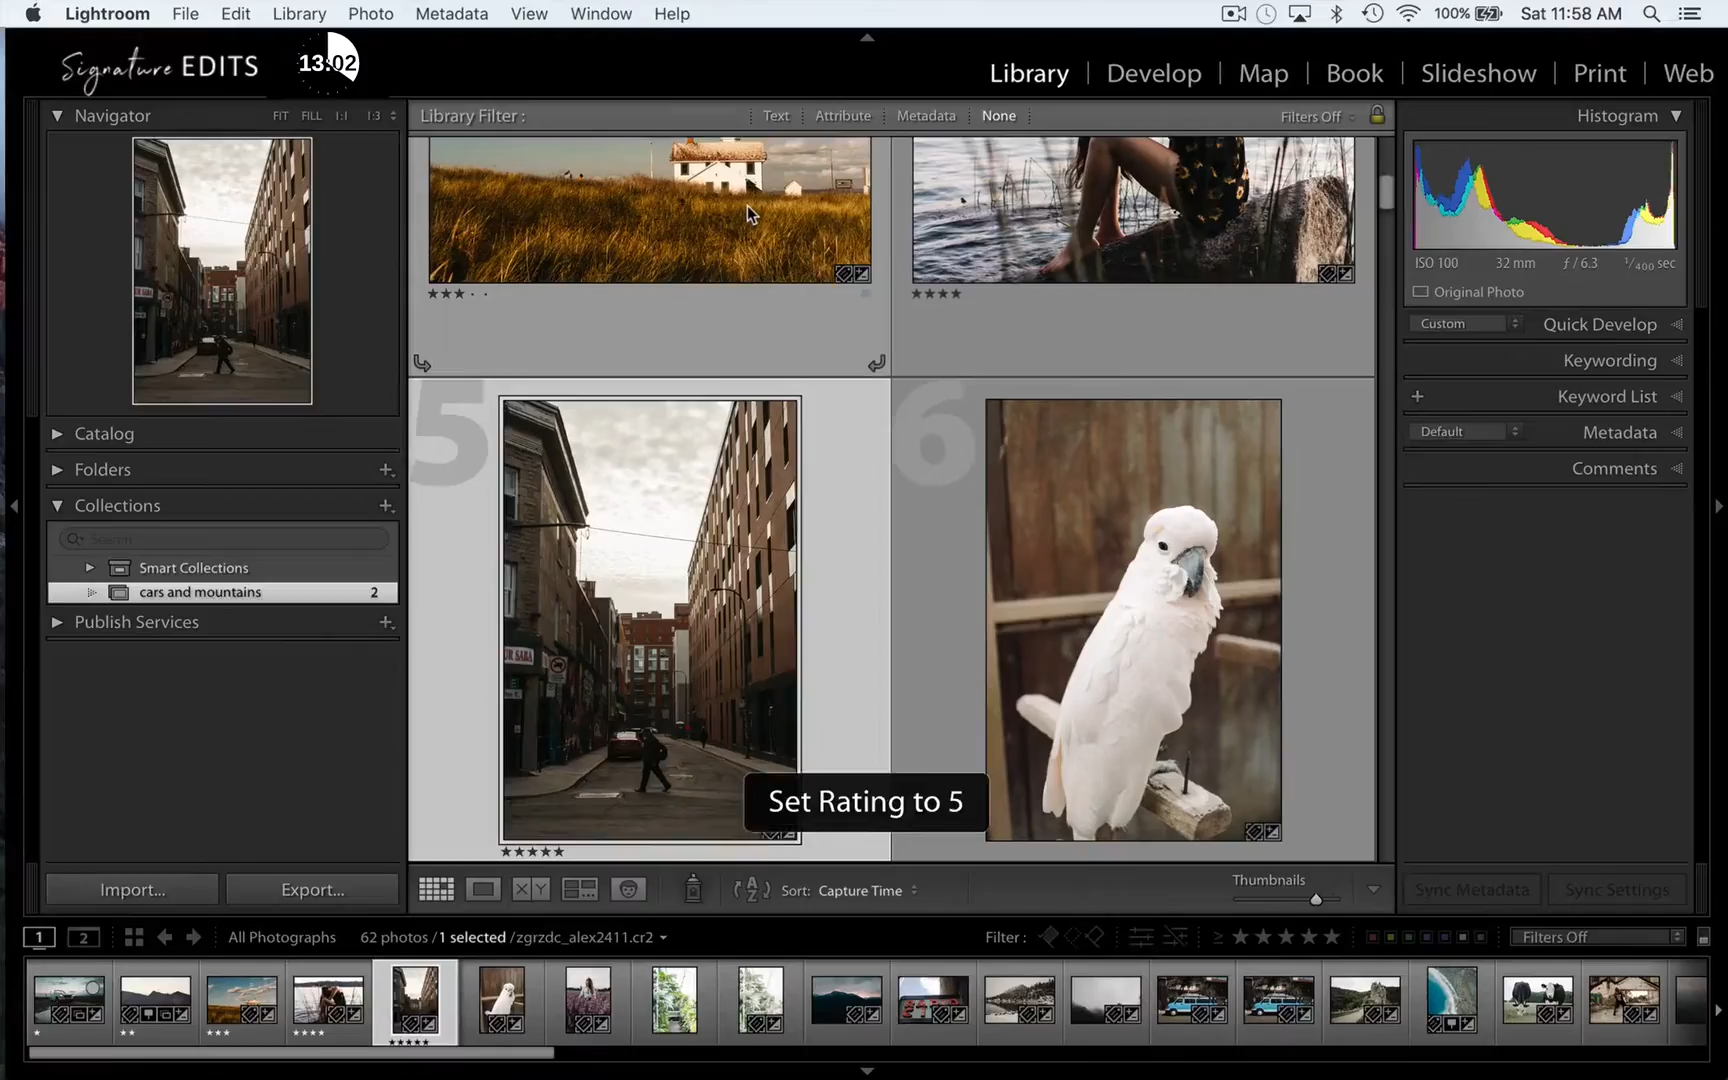 Lightroom File Edit Library Photo Metadata View Window Help 100% Sat 11:58 AM
Signature EDITS 13:02
Library | Develop | Map | Book | Slideshow | Print | Web
Navigator FIT FILL 1:1 1:3
Library Filter : Text Attribute Metadata None Filters Off
Histogram
ISO 100 32 mm ƒ / 6.3 1/400 sec
Original Photo
Custom Quick Develop
Keywording
Keyword List
Default Metadata
Comments
Catalog
Folders
Collections
Search
Smart Collections
cars and mountains 2
Publish Services
5 6
Set Rating to 5
Import... Export...
X Y
A Z Sort: Capture Time
Thumbnails
Sync Metadata Sync Settings
1 2 All Photographs 62 photos / 1 selected / zgrzdc_alex2411.cr2 Filter : ≥ Filters Off